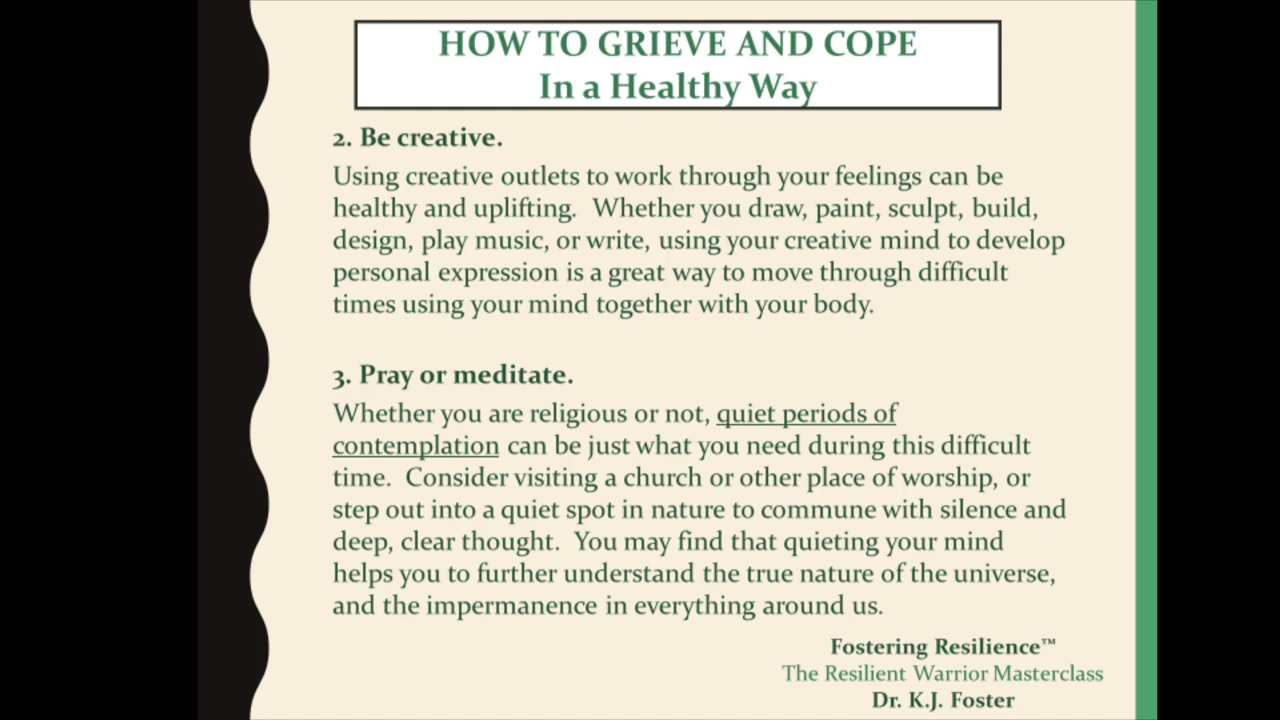 HOW TO GRIEVE AND COPE
In a Healthy Way
2. Be creative.
Using creative outlets to work through your feelings can be
healthy and uplifting.  Whether you draw, paint, sculpt, build,
design, play music, or write, using your creative mind to develop
personal expression is a great way to move through difficult
times using your mind together with your body.
3. Pray or meditate.
Whether you are religious or not, quiet periods of
contemplation can be just what you need during this difficult
time.  Consider visiting a church or other place of worship, or
step out into a quiet spot in nature to commune with silence and
deep, clear thought.  You may find that quieting your mind
helps you to further understand the true nature of the universe,
and the impermanence in everything around us.
Fostering Resilience™
The Resilient Warrior Masterclass
Dr. K.J. Foster